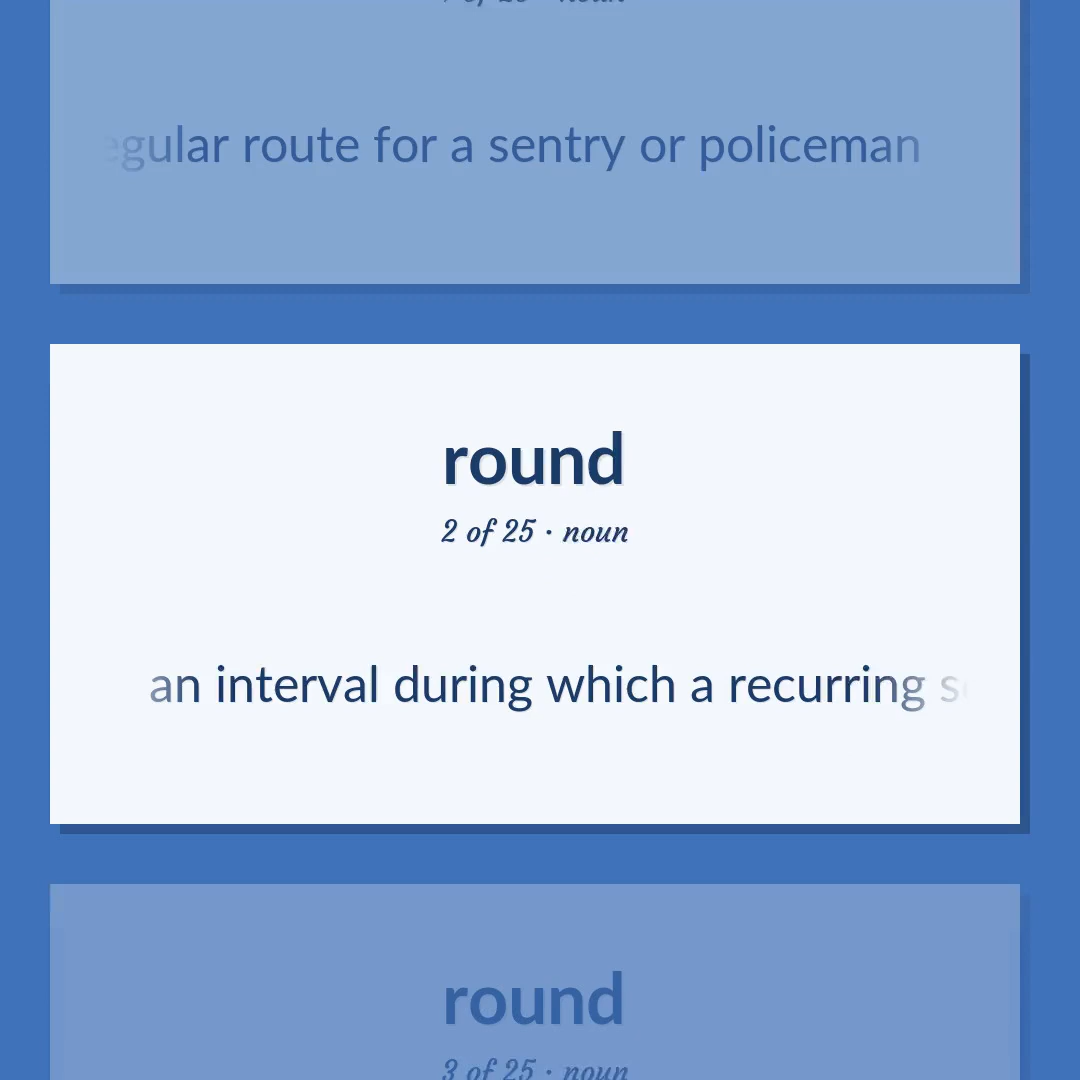 regular route for a sentry or policeman
round
2 of 25 · noun
an interval during which a recurring
round
3 of 25 · noun